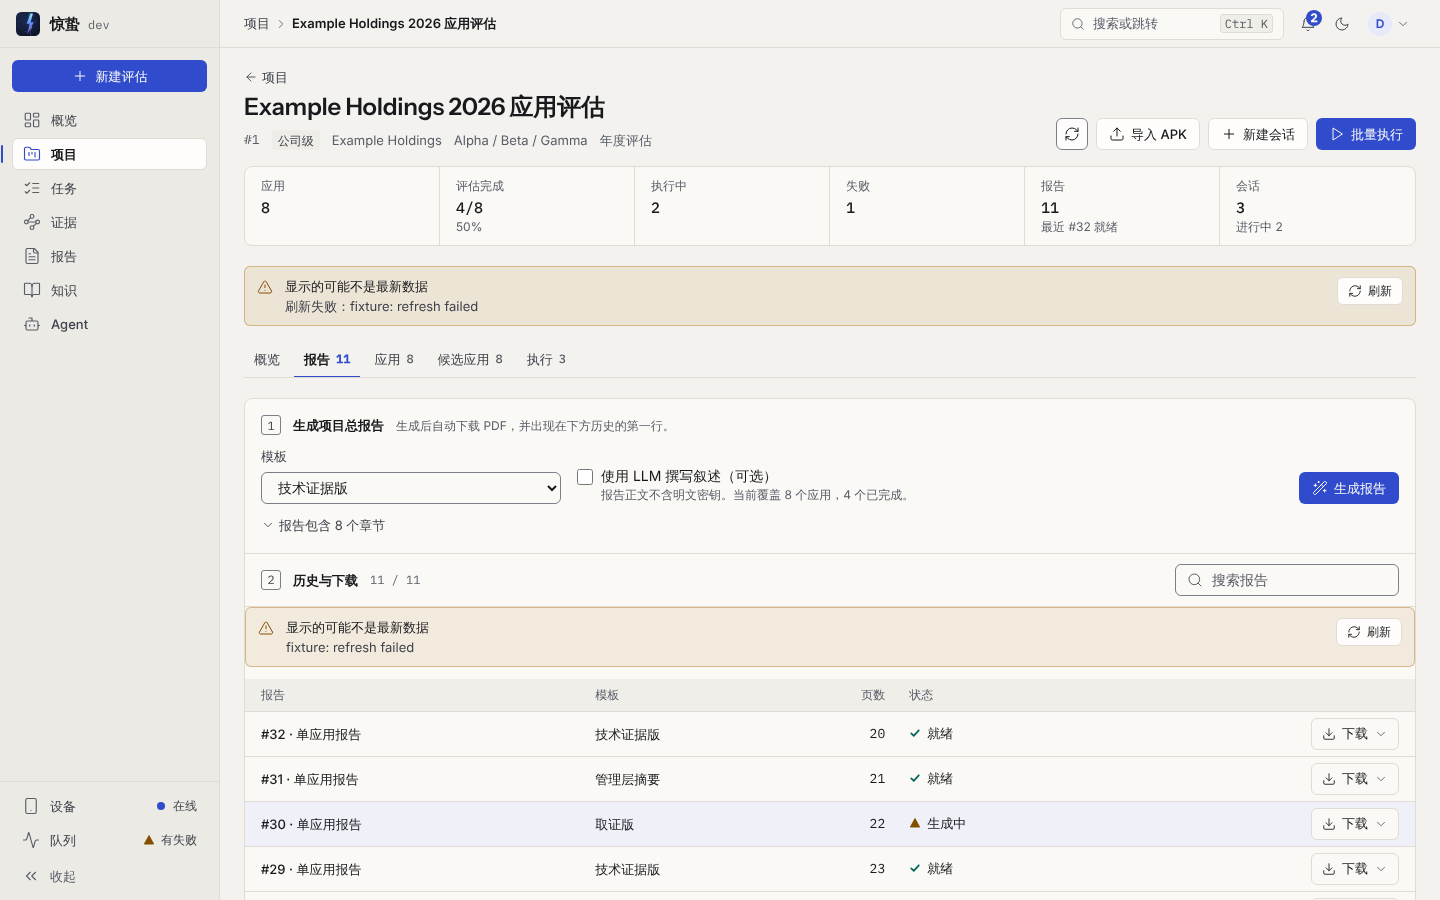 惊蛰 dev
项目 > Example Holdings 2026 应用评估
搜索或跳转 Ctrl K
2
D
新建评估
概览
项目
任务
证据
报告
知识
Agent
设备 在线
队列 有失败
收起
项目
Example Holdings 2026 应用评估
#1 公司级 Example Holdings Alpha / Beta / Gamma 年度评估
导入 APK
新建会话
批量执行
应用
8
评估完成
4/8
50%
执行中
2
失败
1
报告
11
最近 #32 就绪
会话
3
进行中 2
显示的可能不是最新数据
刷新失败：fixture: refresh failed
刷新
概览 报告 11 应用 8 候选应用 8 执行 3
1 生成项目总报告 生成后自动下载 PDF，并出现在下方历史的第一行。
模板
技术证据版
使用 LLM 撰写叙述（可选）
报告正文不含明文密钥。当前覆盖 8 个应用，4 个已完成。
生成报告
报告包含 8 个章节
2 历史与下载 11 / 11
搜索报告
显示的可能不是最新数据
fixture: refresh failed
刷新
报告 模板 页数 状态
#32 · 单应用报告 技术证据版 20 就绪 下载
#31 · 单应用报告 管理层摘要 21 就绪 下载
#30 · 单应用报告 取证版 22 生成中 下载
#29 · 单应用报告 技术证据版 23 就绪 下载